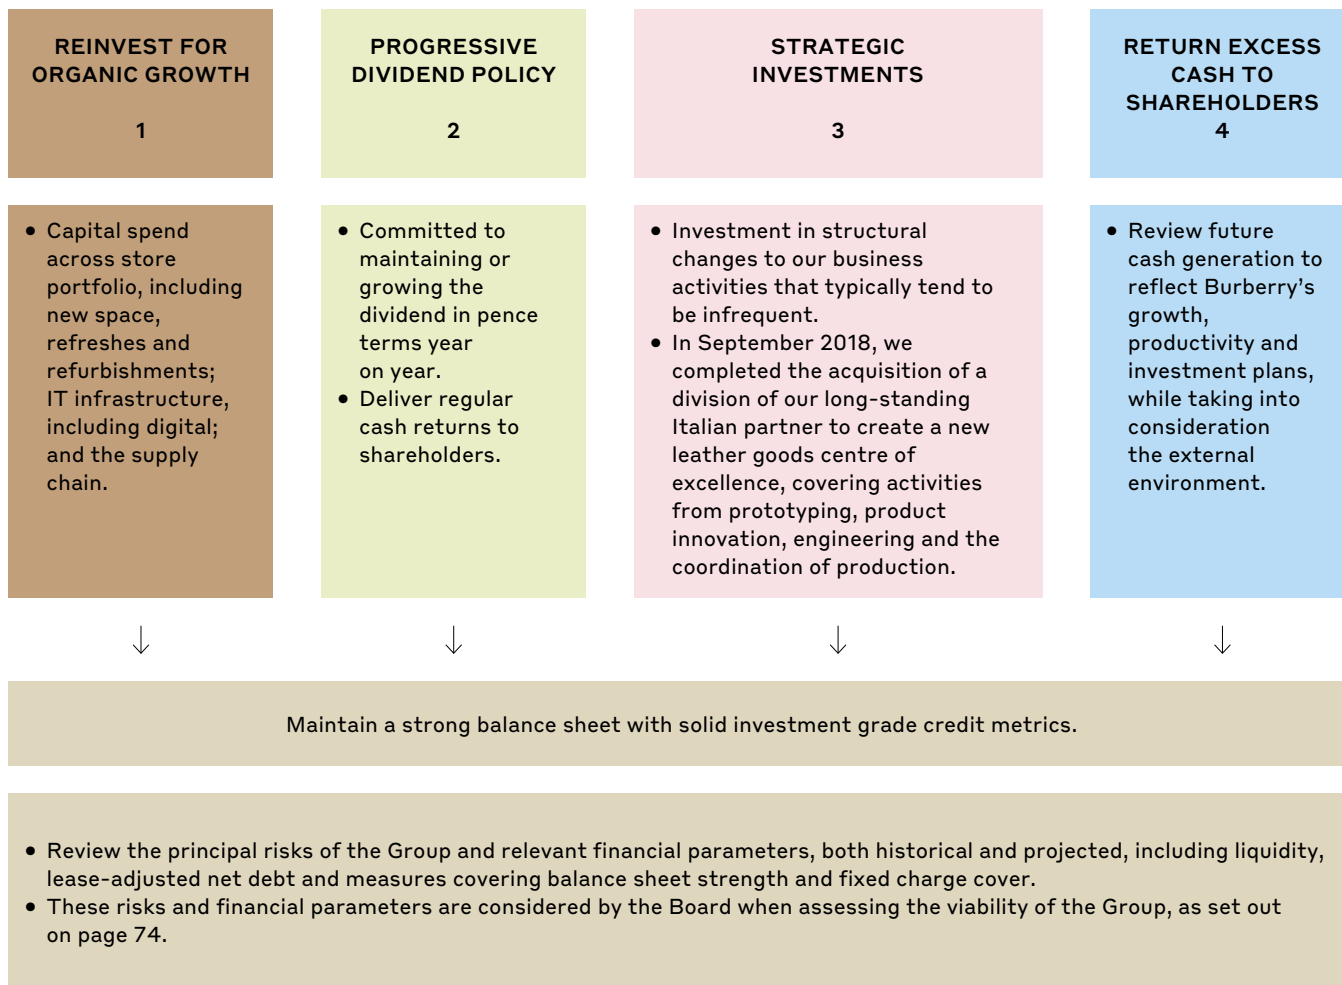 REINVEST FOR
ORGANIC GROWTH
1
PROGRESSIVE
DIVIDEND POLICY
2
STRATEGIC
INVESTMENTS
3
RETURN EXCESS
CASH TO
SHAREHOLDERS
4
• Capital spend
across store
portfolio, including
new space,
refreshes and
refurbishments;
IT infrastructure,
including digital;
and the supply
chain.
• Committed to
maintaining or
growing the
dividend in pence
terms year
on year.
• Deliver regular
cash returns to
shareholders.
• Investment in structural
changes to our business
activities that typically tend to
be infrequent.
• In September 2018, we
completed the acquisition of a
division of our long-standing
Italian partner to create a new
leather goods centre of
excellence, covering activities
from prototyping, product
innovation, engineering and the
coordination of production.
• Review future
cash generation to
reflect Burberry’s
growth,
productivity and
investment plans,
while taking into
consideration
the external
environment.
Maintain a strong balance sheet with solid investment grade credit metrics.
• Review the principal risks of the Group and relevant financial parameters, both historical and projected, including liquidity,
lease-adjusted net debt and measures covering balance sheet strength and fixed charge cover.
• These risks and financial parameters are considered by the Board when assessing the viability of the Group, as set out
on page 74.